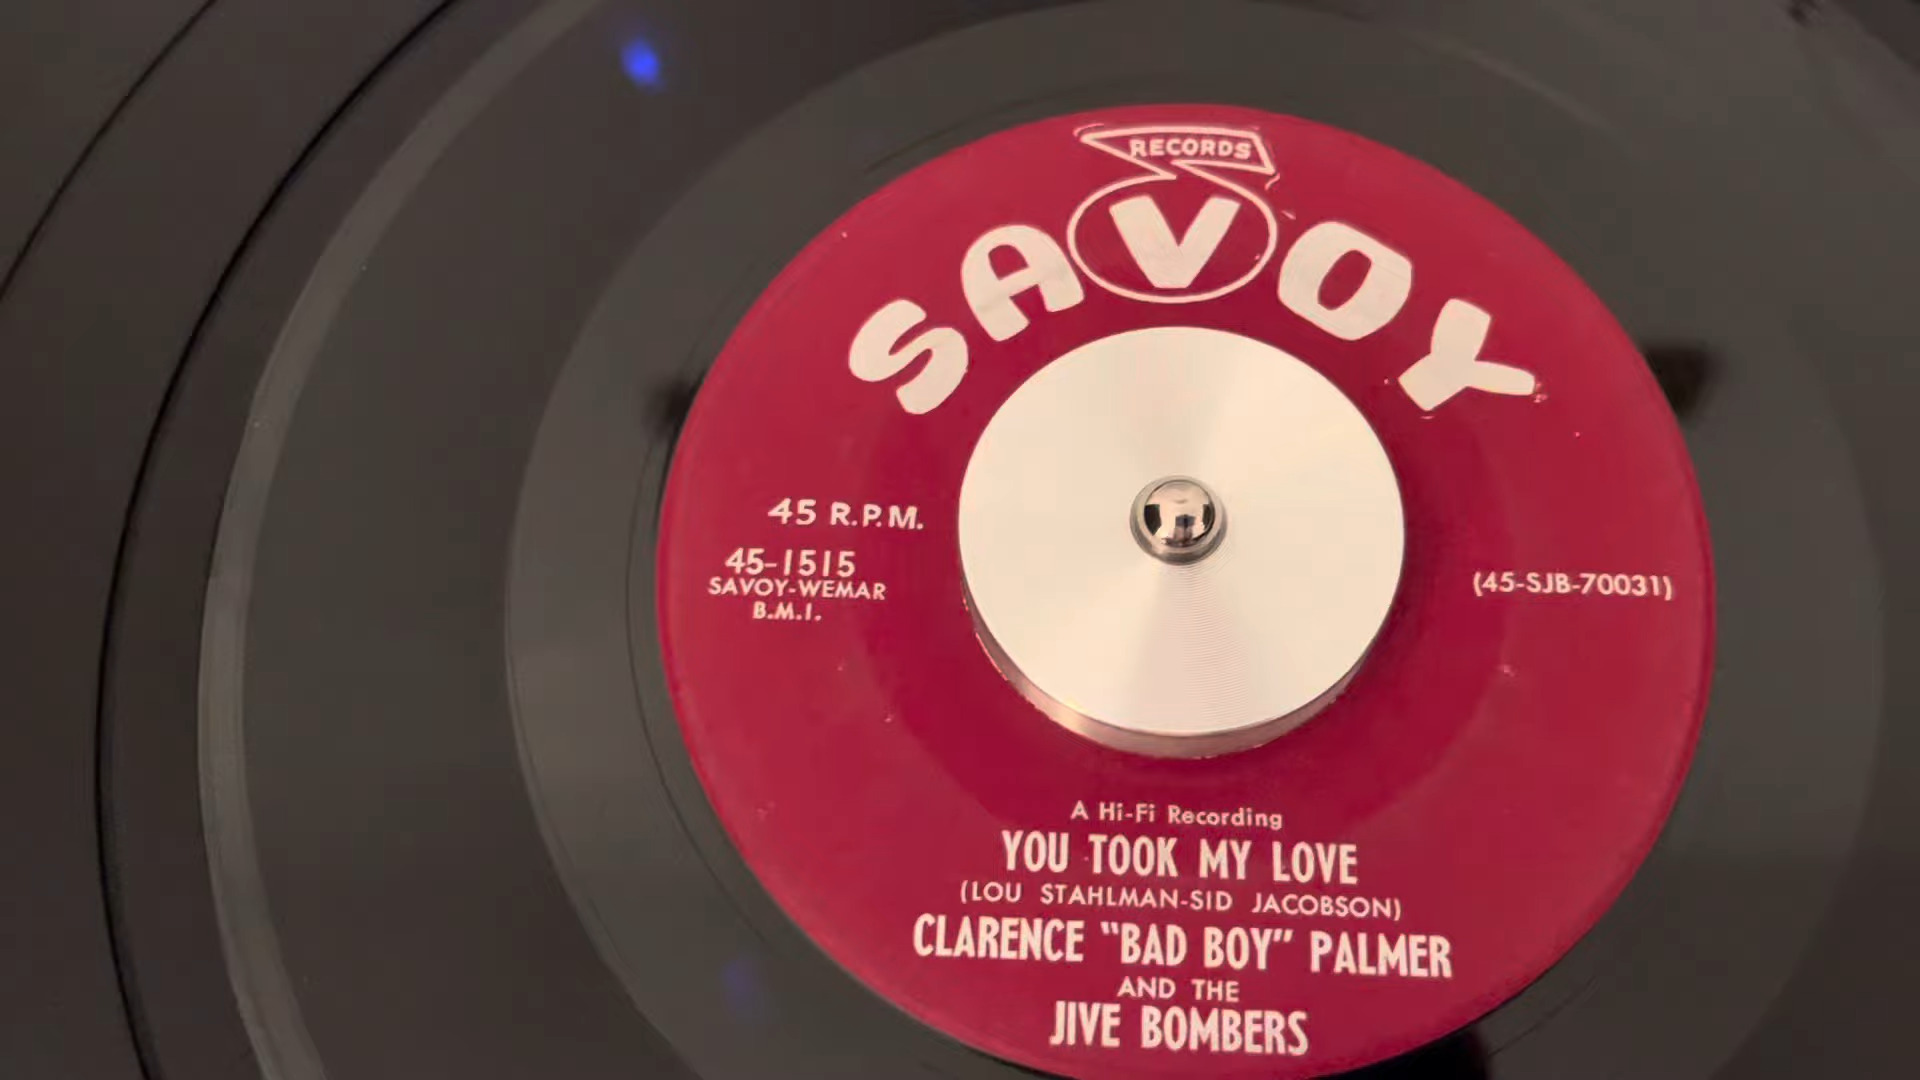 RECORDS
SAVOY
45 R.P.M.
45-1515
SAVOY-WEMAR
B.M.I.
(45-SJB-70031)
A Hi-Fi Recording
YOU TOOK MY LOVE
(LOU STAHLMAN-SID JACOBSON)
CLARENCE "BAD BOY" PALMER
AND THE
JIVE BOMBERS